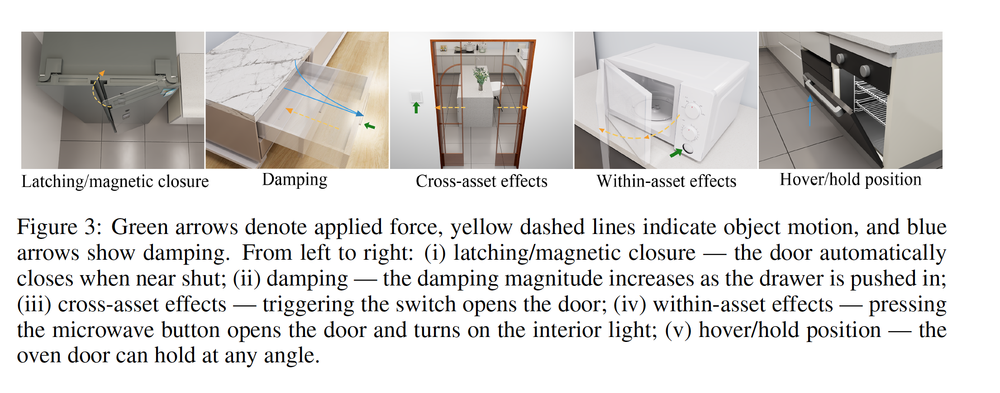 Latching/magnetic closure
Damping
Cross-asset effects
Within-asset effects
Hover/hold position
Figure 3: Green arrows denote applied force, yellow dashed lines indicate object motion, and blue
arrows show damping. From left to right: (i) latching/magnetic closure — the door automatically
closes when near shut; (ii) damping — the damping magnitude increases as the drawer is pushed in;
(iii) cross-asset effects — triggering the switch opens the door; (iv) within-asset effects — pressing
the microwave button opens the door and turns on the interior light; (v) hover/hold position — the
oven door can hold at any angle.